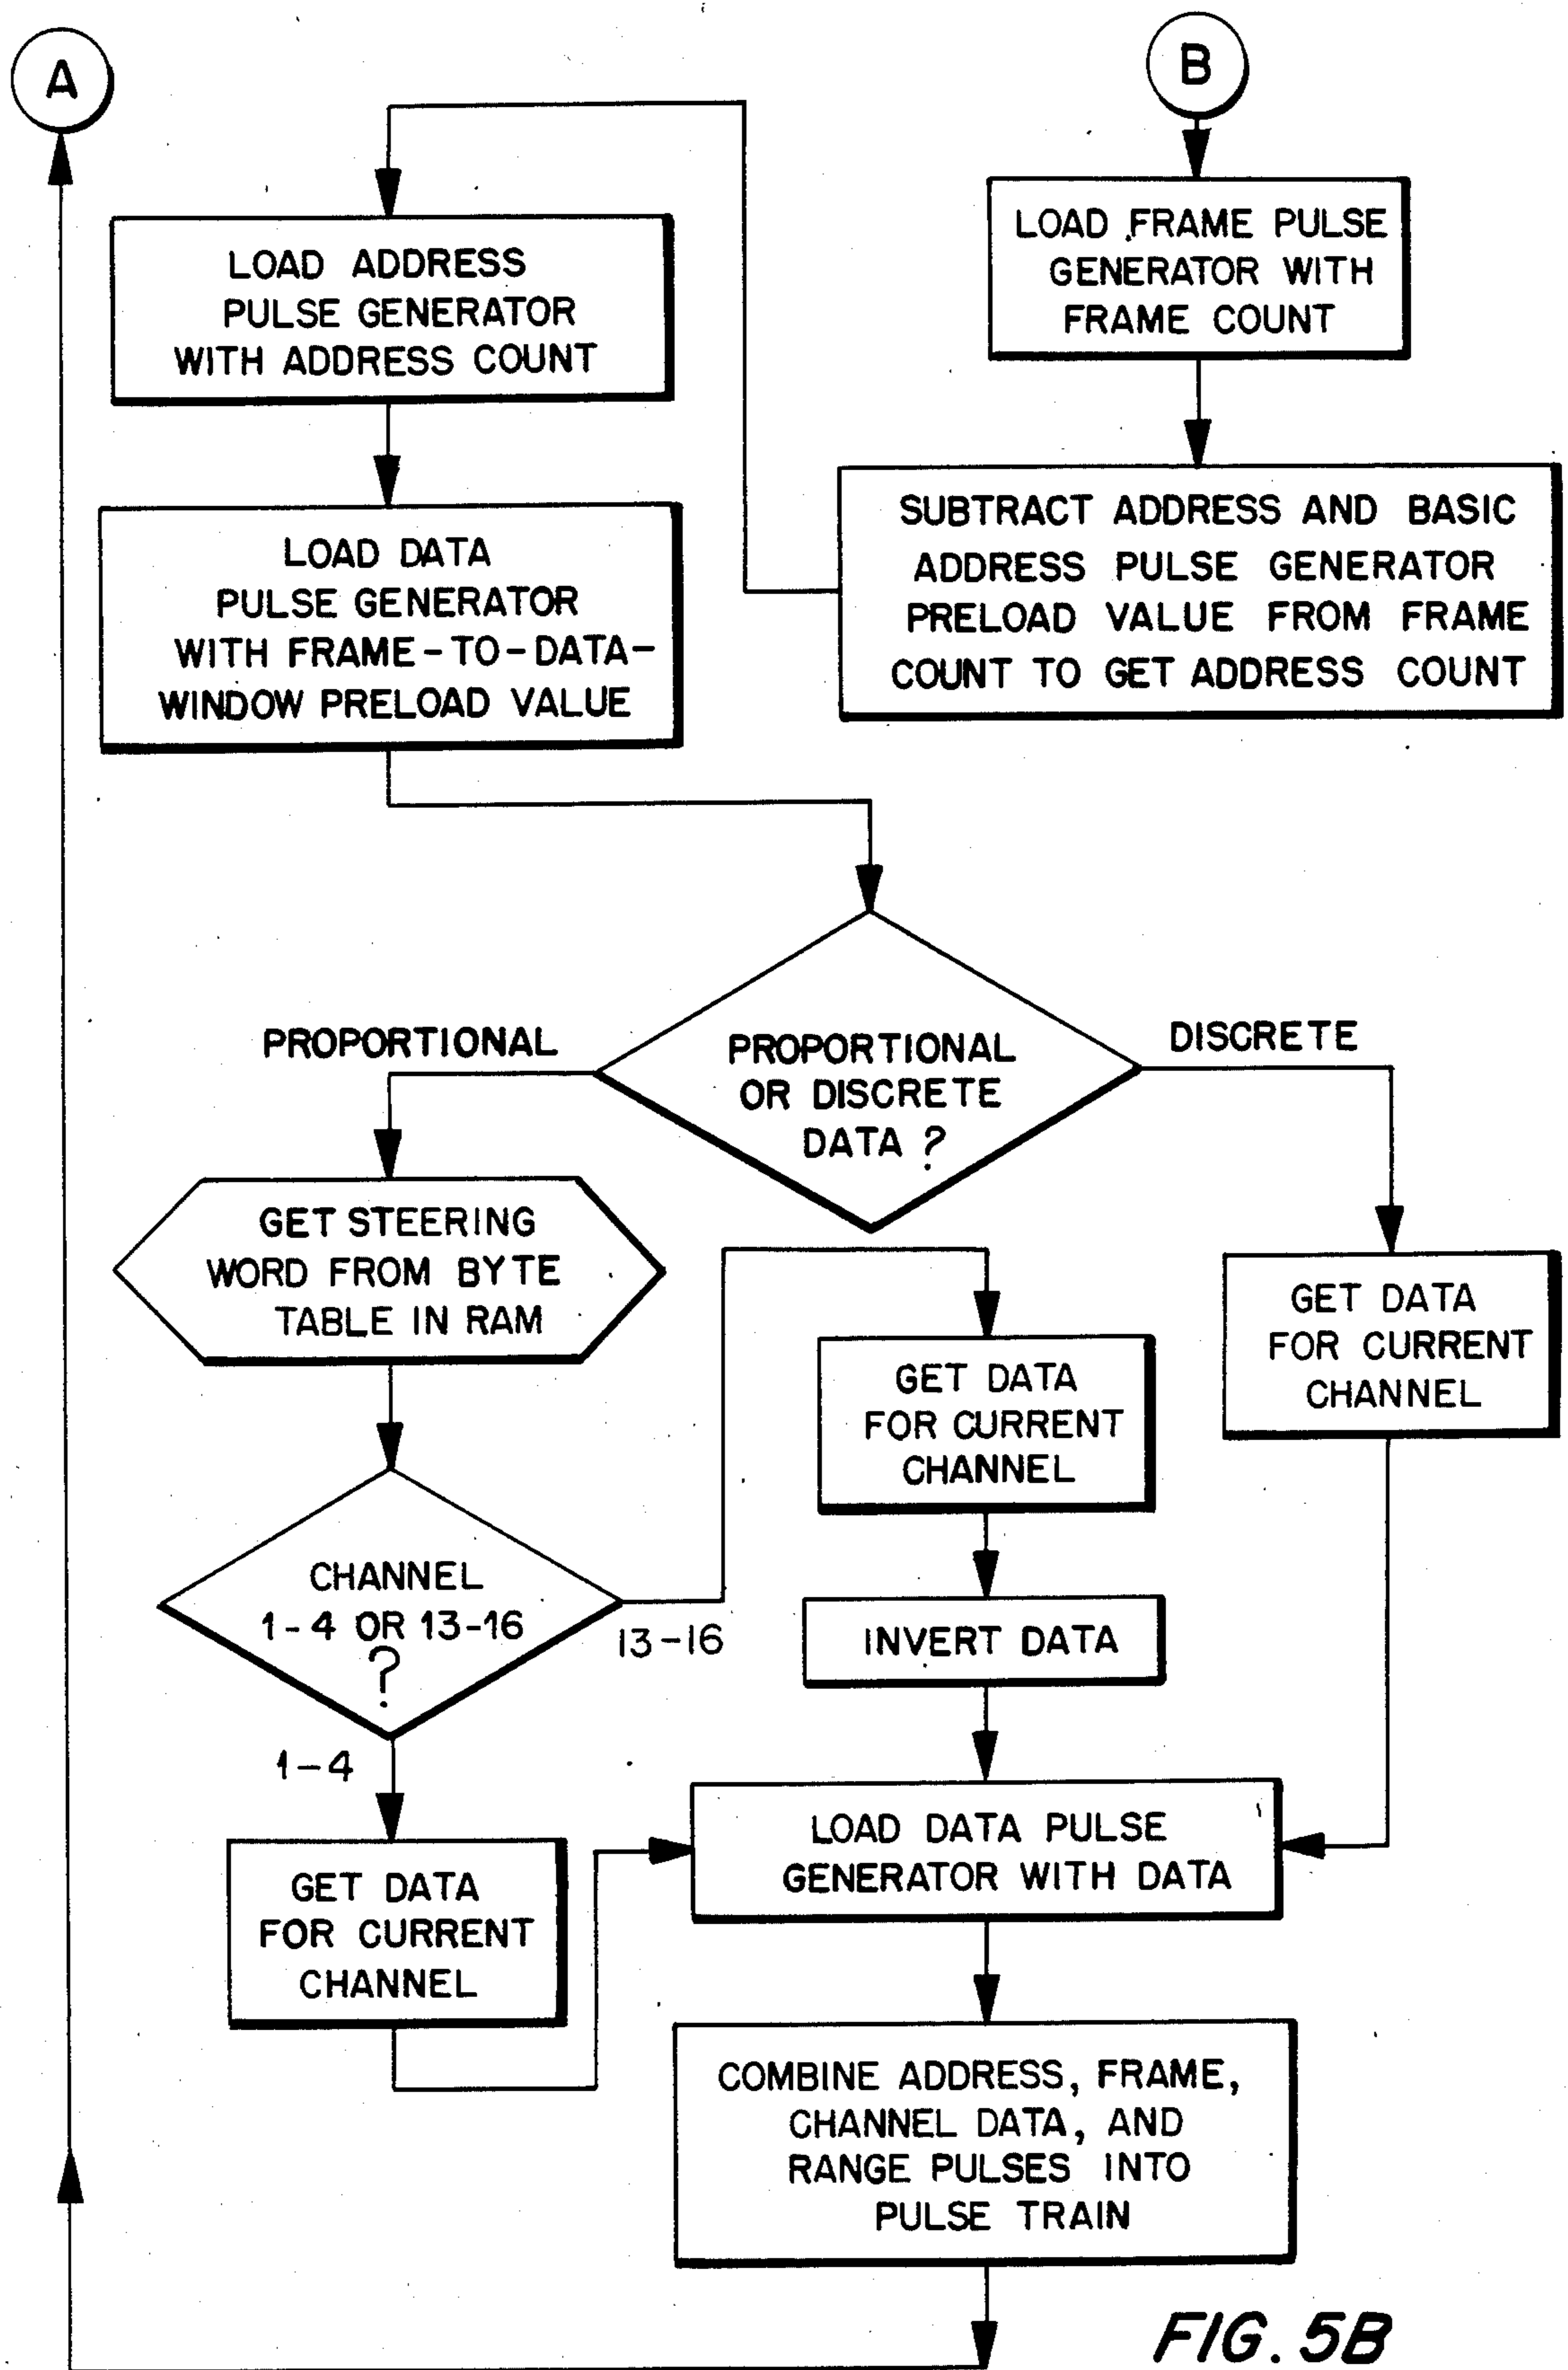 A
B
LOAD FRAME PULSE
GENERATOR WITH
FRAME COUNT
SUBTRACT ADDRESS AND BASIC
ADDRESS PULSE GENERATOR
PRELOAD VALUE FROM FRAME
COUNT TO GET ADDRESS COUNT
LOAD ADDRESS
PULSE GENERATOR
WITH ADDRESS COUNT
LOAD DATA
PULSE GENERATOR
WITH FRAME-TO-DATA-
WINDOW PRELOAD VALUE
PROPORTIONAL
OR DISCRETE
DATA ?
PROPORTIONAL
DISCRETE
GET STEERING
WORD FROM BYTE
TABLE IN RAM
CHANNEL
1-4 OR 13-16
?
13-16
1-4
GET DATA
FOR CURRENT
CHANNEL
GET DATA
FOR CURRENT
CHANNEL
INVERT DATA
GET DATA
FOR CURRENT
CHANNEL
LOAD DATA PULSE
GENERATOR WITH DATA
COMBINE ADDRESS, FRAME,
CHANNEL DATA, AND
RANGE PULSES INTO
PULSE TRAIN
FIG. 5B